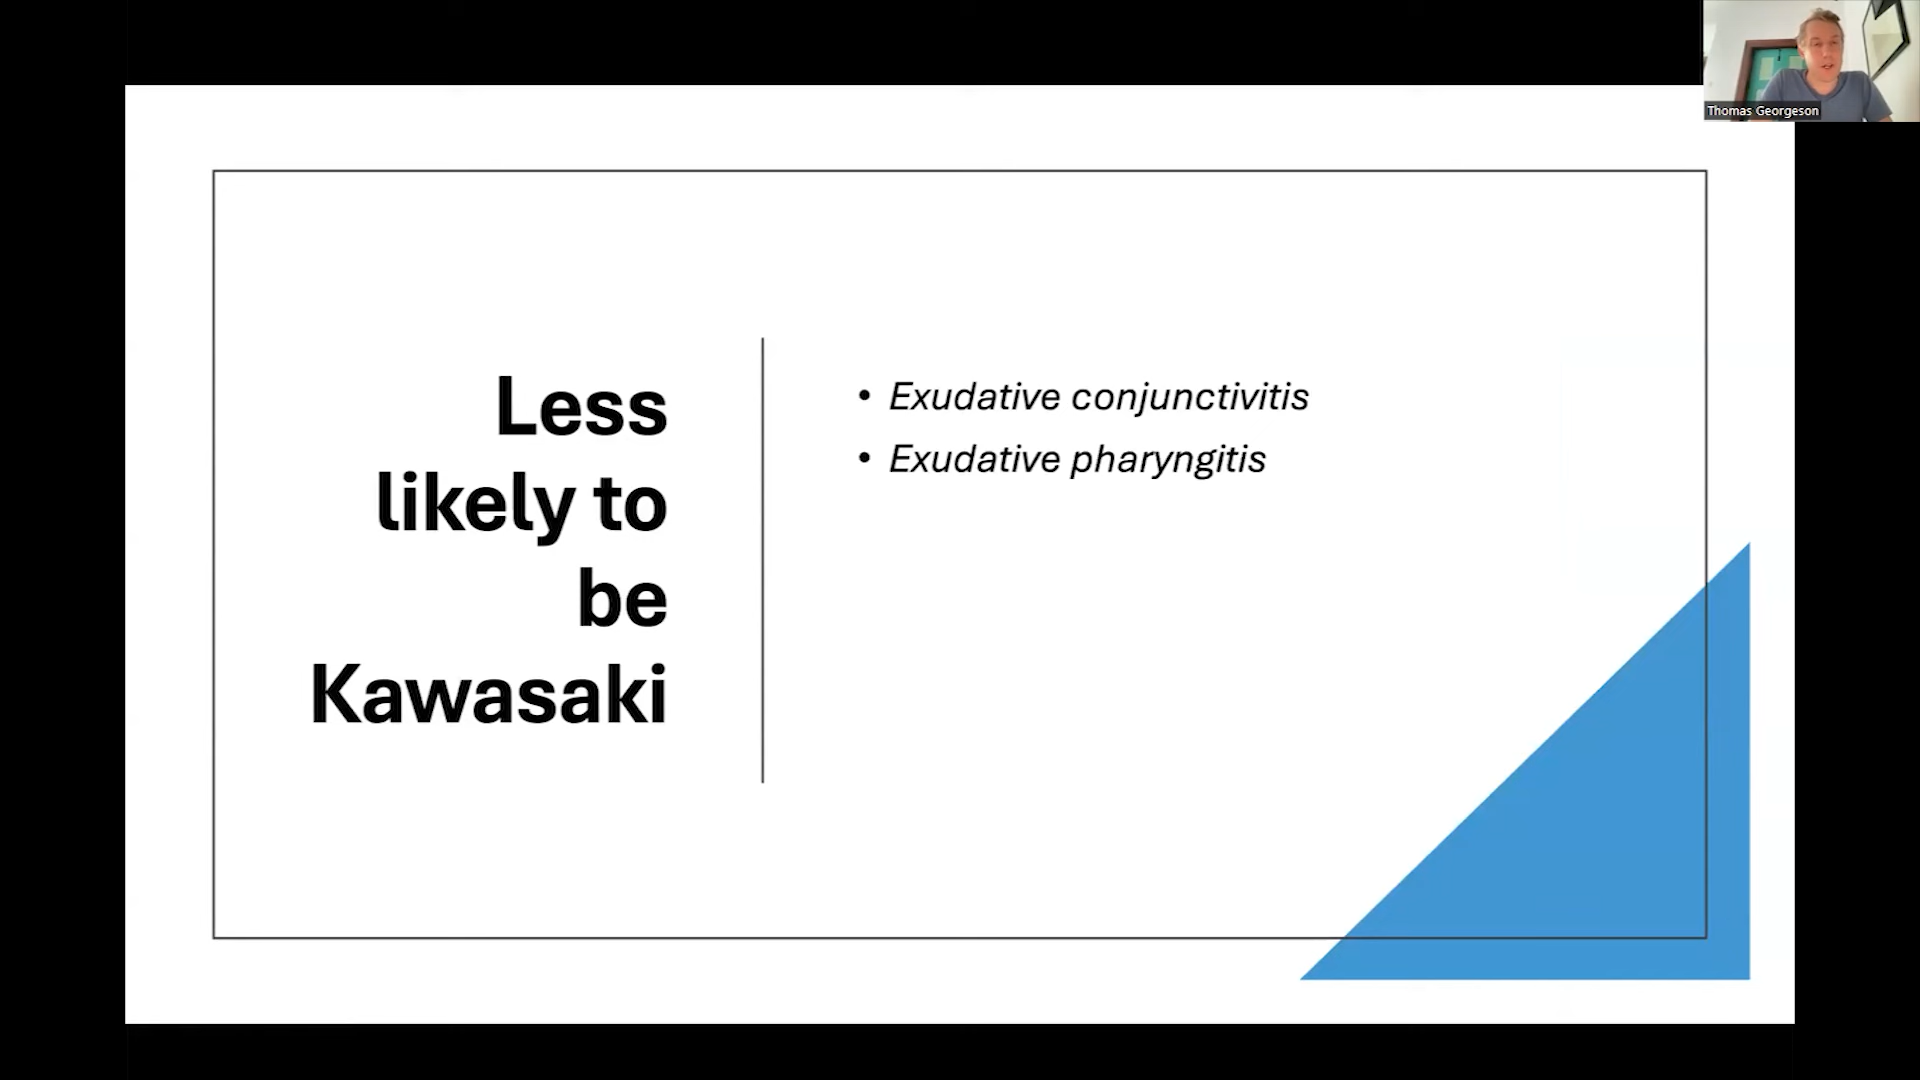 Thomas Georgeson
Less
likely to
be
Kawasaki
• Exudative conjunctivitis
• Exudative pharyngitis